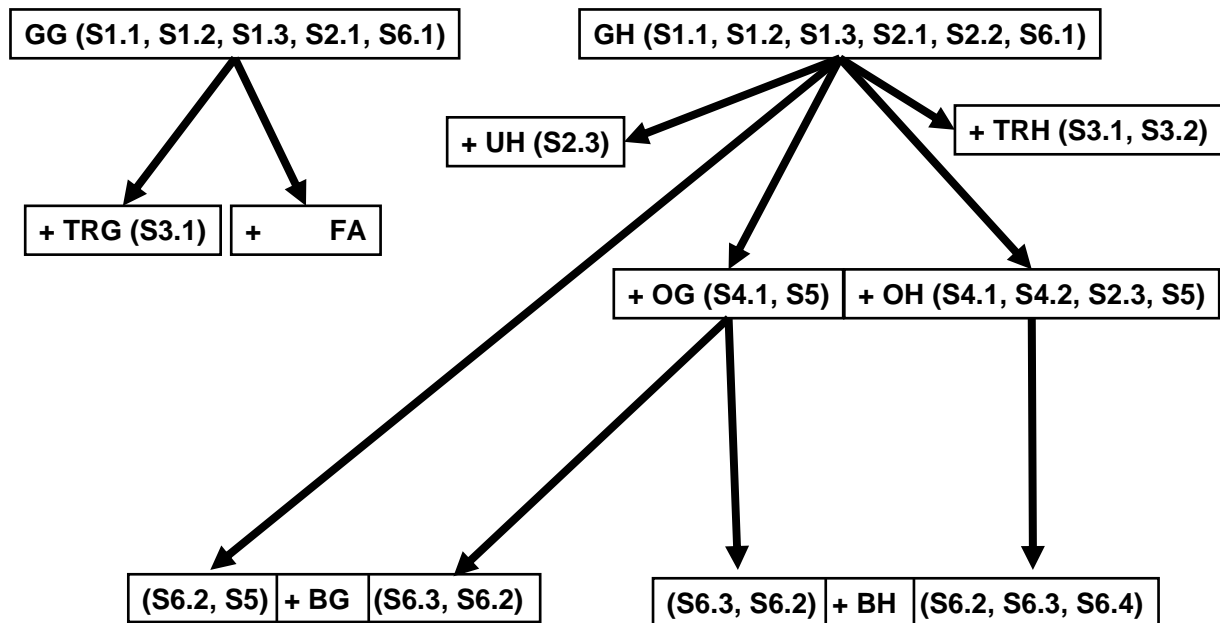 GG (S1.1, S1.2, S1.3, S2.1, S6.1)
GH (S1.1, S1.2, S1.3, S2.1, S2.2, S6.1)
+ UH (S2.3)
+ TRH (S3.1, S3.2)
+ TRG (S3.1)
+ FA
+ OG (S4.1, S5)
+ OH (S4.1, S4.2, S2.3, S5)
(S6.2, S5)
+ BG
(S6.3, S6.2)
(S6.3, S6.2)
+ BH
(S6.2, S6.3, S6.4)